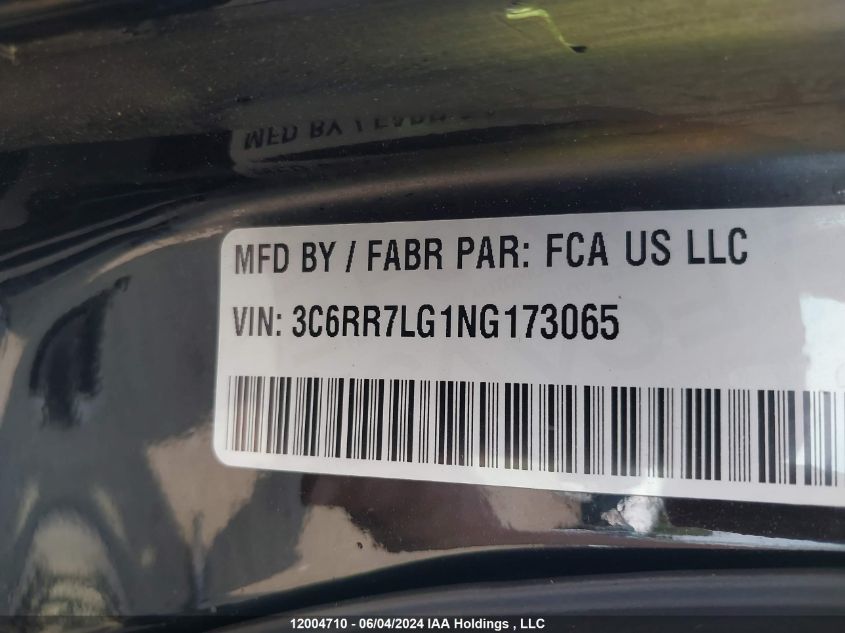 MFD BY / FABR PAR: FCA US LLC
VIN: 3C6RR7LG1NG173065
12004710 - 06/04/2024 IAA Holdings , LLC